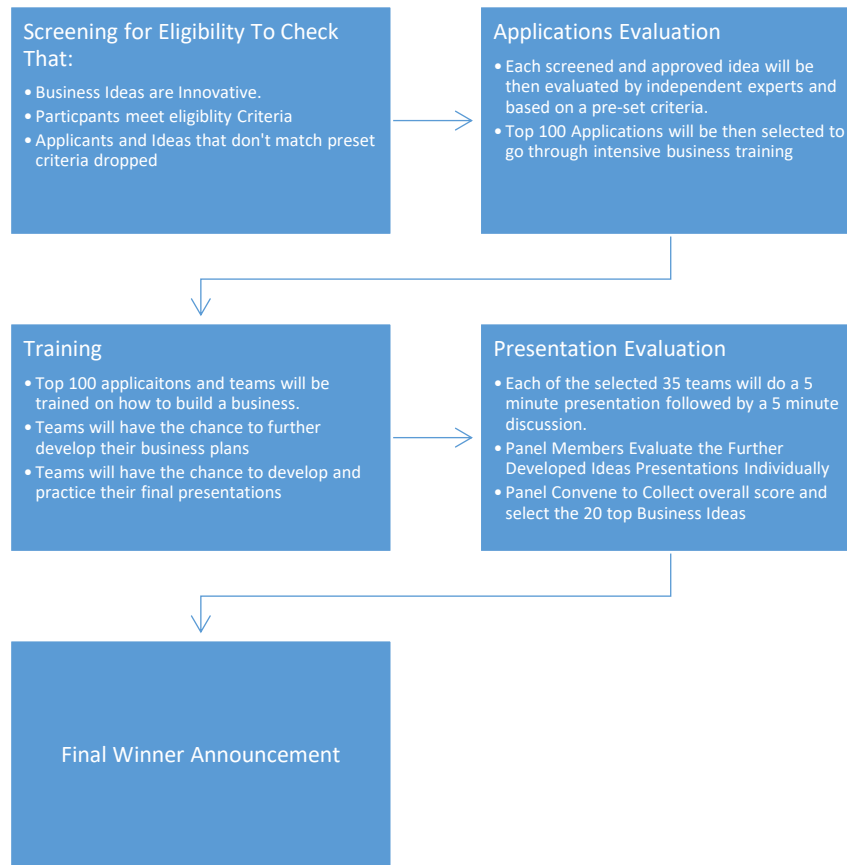 Screening for Eligibility To Check
That:
• Business Ideas are Innovative.
• Particpants meet eligiblity Criteria
• Applicants and Ideas that don't match preset
criteria dropped
Applications Evaluation
• Each screened and approved idea will be
then evaluated by independent experts and
based on a pre-set criteria.
• Top 100 Applications will be then selected to
go through intensive business training
Training
• Top 100 applicaitons and teams will be
trained on how to build a business.
• Teams will have the chance to further
develop their business plans
• Teams will have the chance to develop and
practice their final presentations
Presentation Evaluation
• Each of the selected 35 teams will do a 5
minute presentation followed by a 5 minute
discussion.
• Panel Members Evaluate the Further
Developed Ideas Presentations Individually
• Panel Convene to Collect overall score and
select the 20 top Business Ideas
Final Winner Announcement